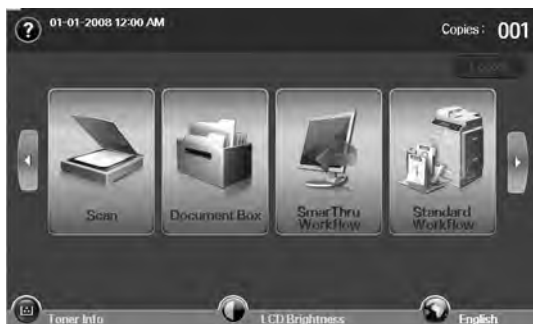 ? 01-01-2008 12:00 AM Copies: 001
Scan Document Box SmarThru Workflow Standard Workflow
Toner Info LCD Brightness English